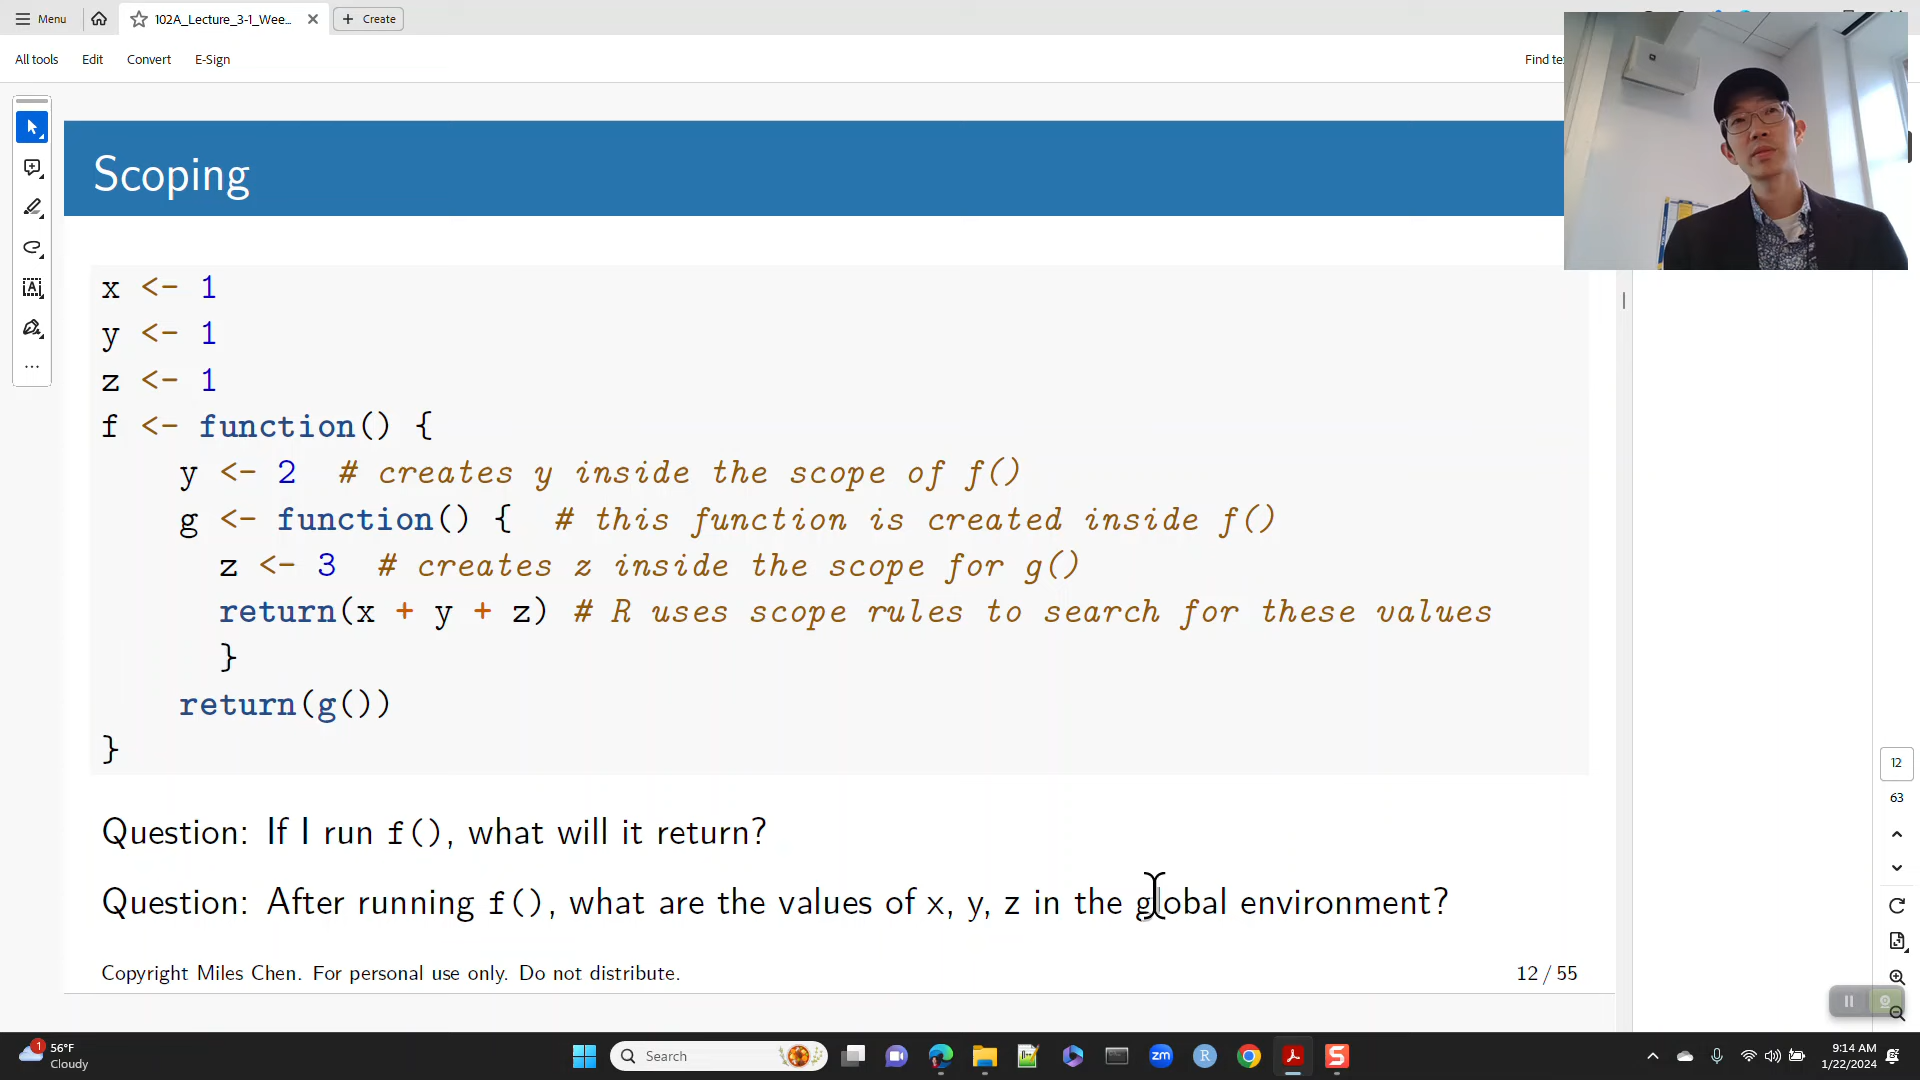 Menu
102A_Lecture_3-1_Wee...
Create
All tools
Edit
Convert
E-Sign
Find te
Scoping
x <- 1
y <- 1
z <- 1
f <- function() {
y <- 2 # creates y inside the scope of f()
g <- function() { # this function is created inside f()
z <- 3 # creates z inside the scope for g()
return(x + y + z) # R uses scope rules to search for these values
}
return(g())
}
Question: If I run f(), what will it return?
Question: After running f(), what are the values of x, y, z in the global environment?
Copyright Miles Chen. For personal use only. Do not distribute.
12 / 55
12
63
1
56°F
Cloudy
Search
zm
R
S
9:14 AM
1/22/2024